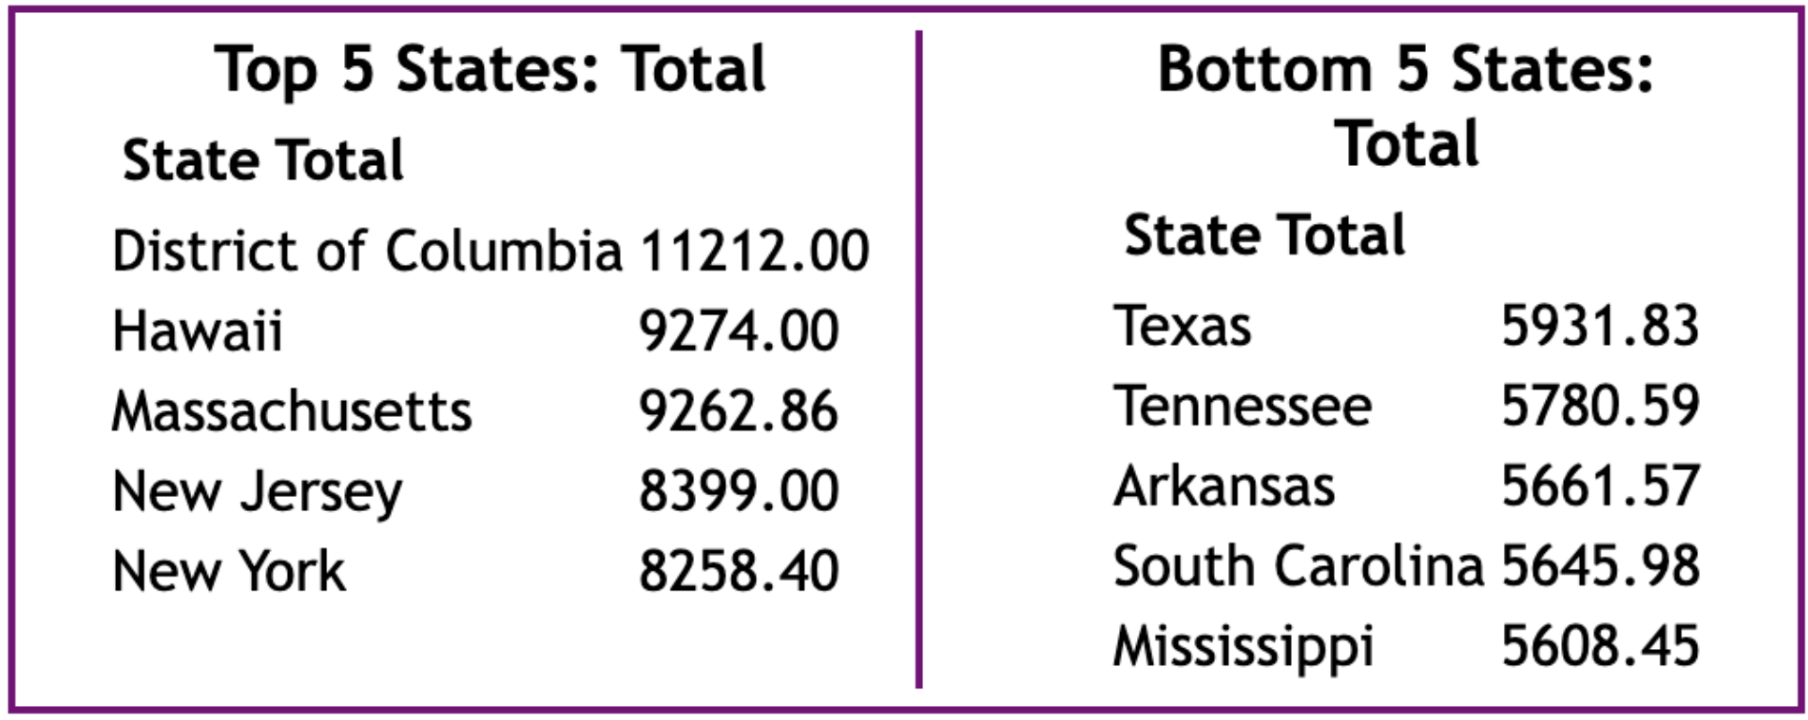 Top 5 States: Total
State Total
District of Columbia 11212.00
Hawaii 9274.00
Massachusetts 9262.86
New Jersey 8399.00
New York 8258.40
Bottom 5 States:
Total
State Total
Texas 5931.83
Tennessee 5780.59
Arkansas 5661.57
South Carolina 5645.98
Mississippi 5608.45